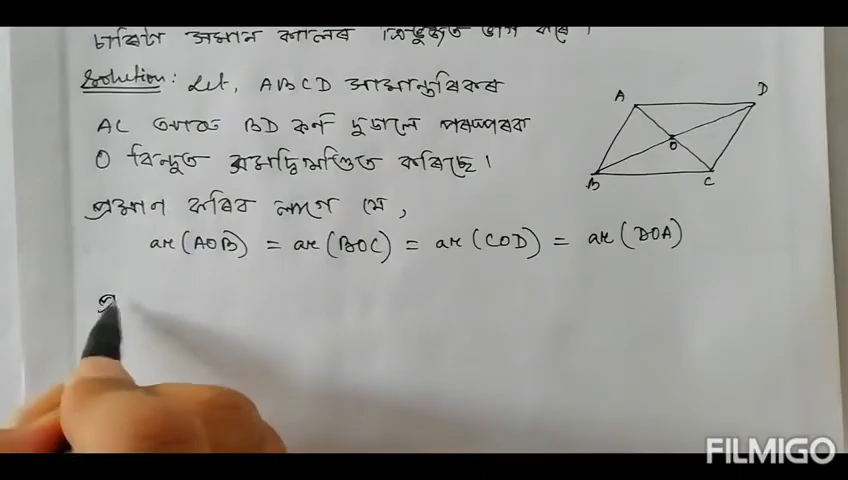 চাৰিটা সমান কালিৰ ত্ৰিভুজত ভাগ কৰে।
Solution: Let, ABCD সামান্তৰিকৰ
AC আৰু BD কৰ্ণ দুডালে পৰস্পৰক
O বিন্দুত সমদ্বিখণ্ডিত কৰিছে।
প্ৰমান কৰিব লাগে যে,
ar(AOB) = ar(BOC) = ar(COD) = ar(DOA)
A
D
O
B
C
FILMIGO